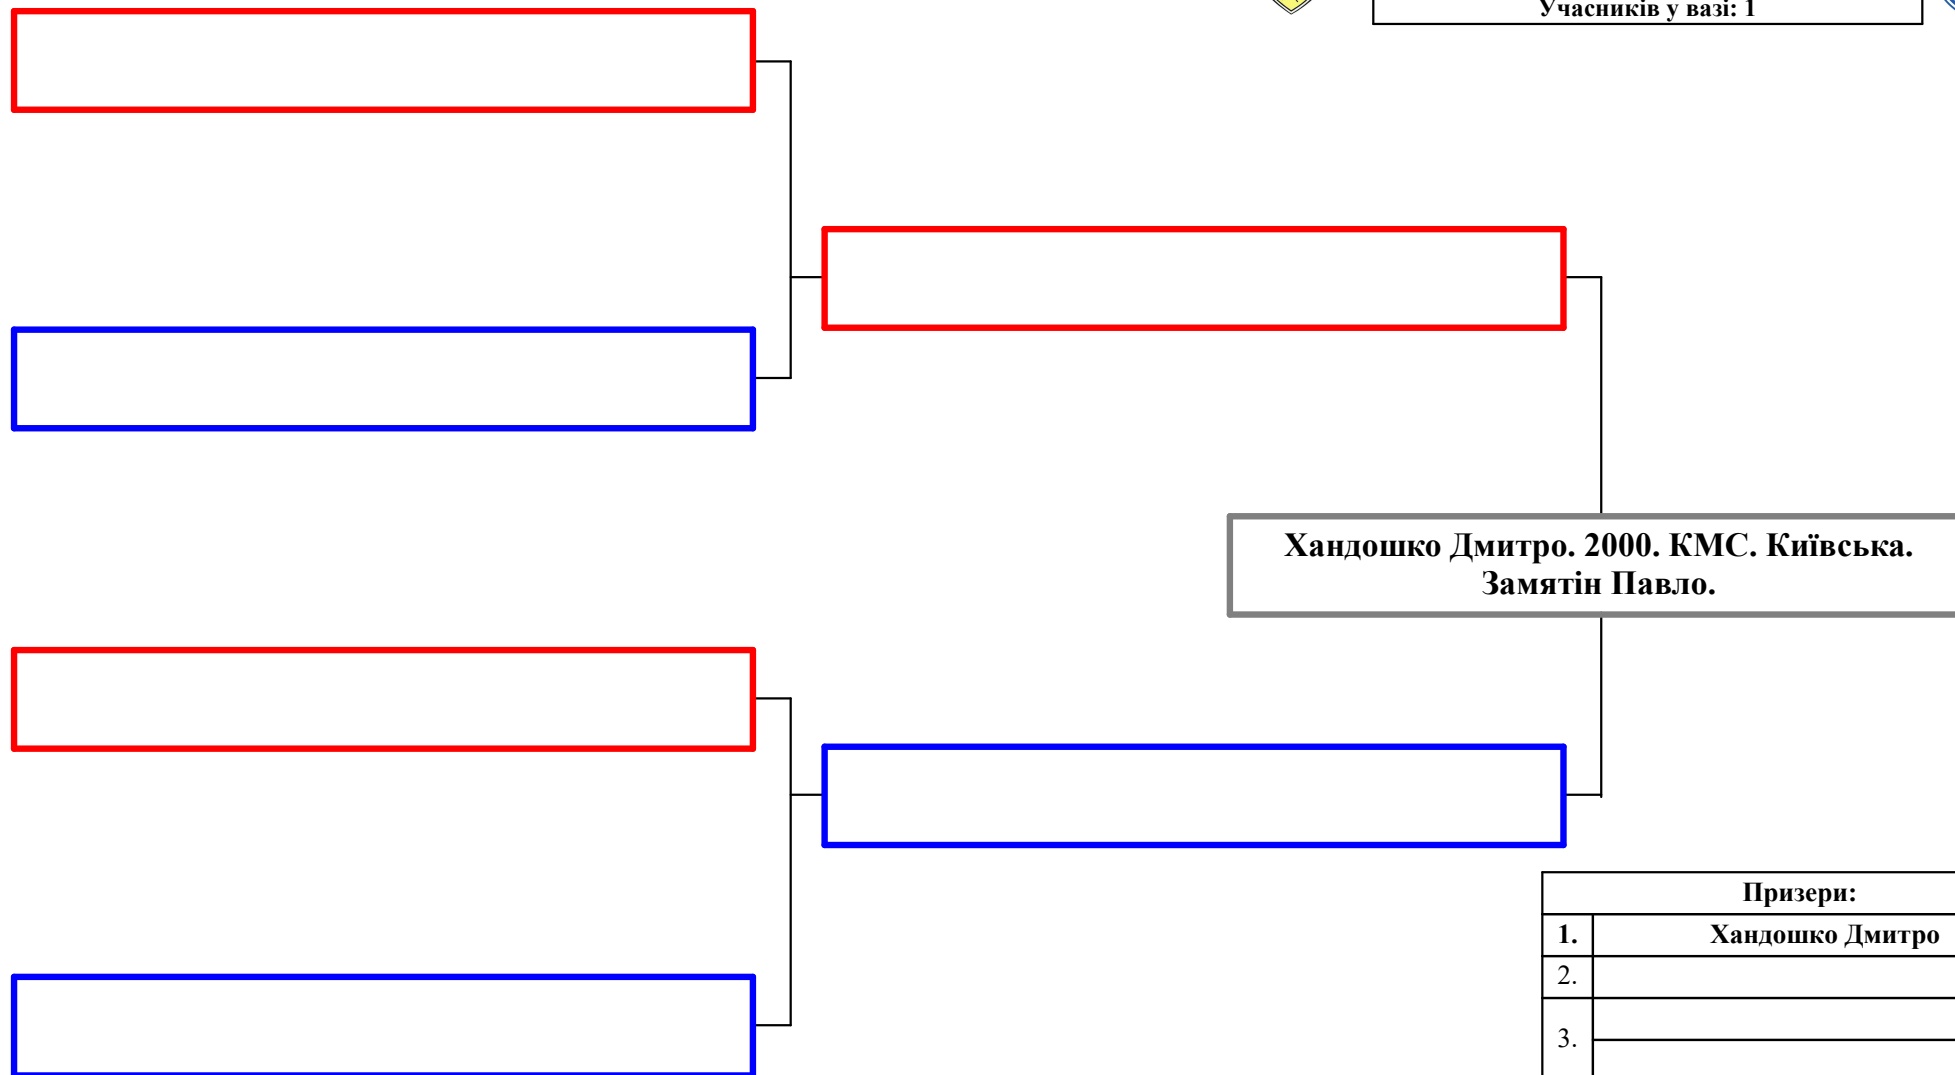 Учасників у вазі: 1
Хандошко Дмитро. 2000. КМС. Київська.
Замятін Павло.
Призери:
1. Хандошко Дмитро
2.
3.